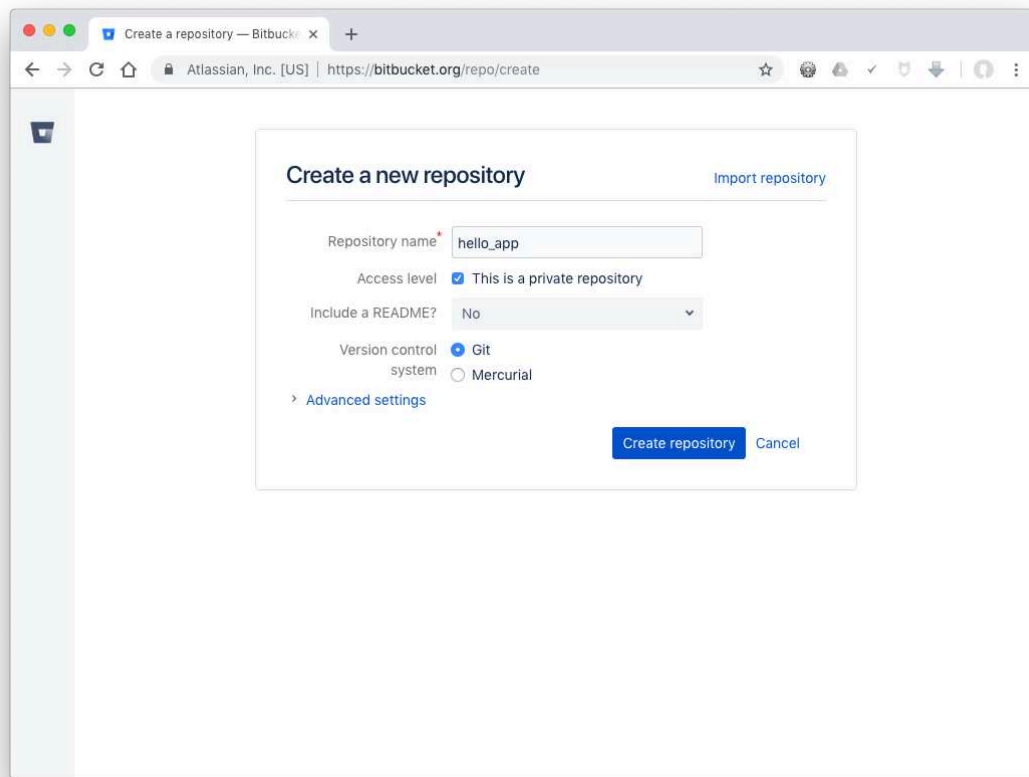 Create a repository — Bitbucke
Atlassian, Inc. [US] | https://bitbucket.org/repo/create
Create a new repository
Import repository
Repository name*
hello_app
Access level
This is a private repository
Include a README?
No
Version control system
Git
Mercurial
Advanced settings
Create repository
Cancel